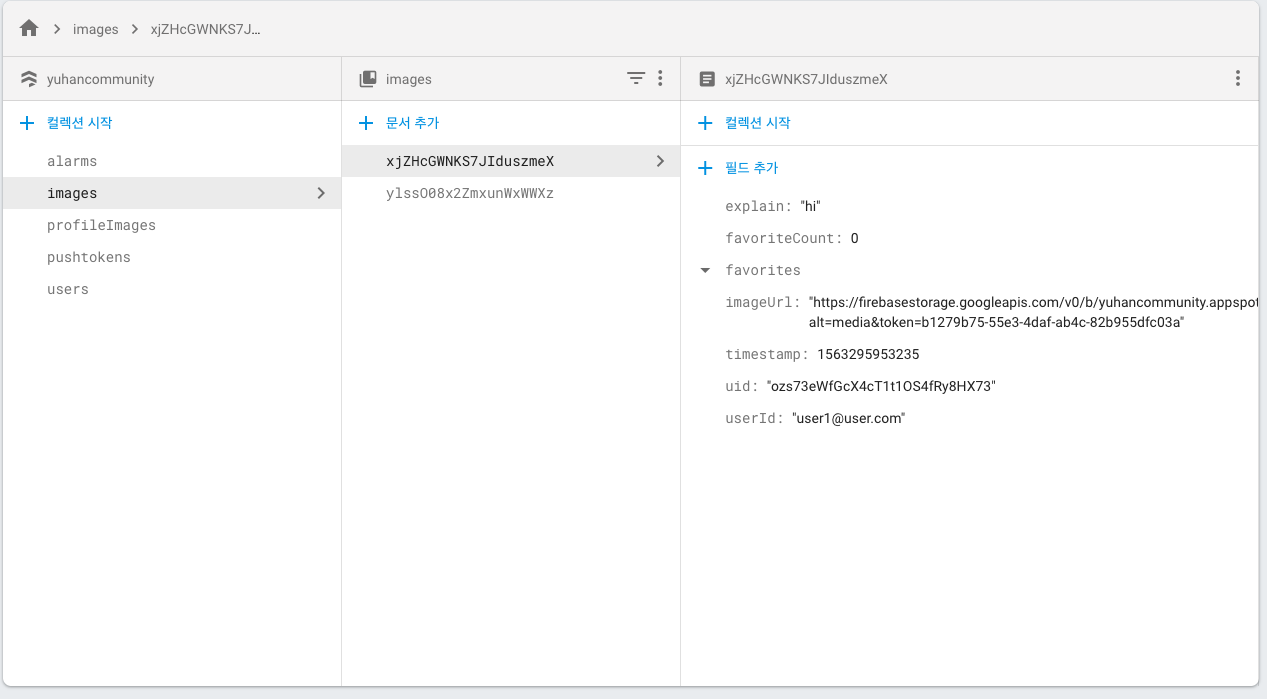 images
xjZHcGWNKS7J...
yuhancommunity
images
xjZHcGWNKS7JIduszmeX
컬렉션 시작
문서 추가
컬렉션 시작
alarms
images
profileImages
pushtokens
users
xjZHcGWNKS7JIduszmeX
ylssO08x2ZmxunWxWWXz
필드 추가
explain: "hi"
favoriteCount: 0
favorites
imageUrl: "https://firebasestorage.googleapis.com/v0/b/yuhancommunity.appspot
alt=media&token=b1279b75-55e3-4daf-ab4c-82b955dfc03a"
timestamp: 1563295953235
uid: "ozs73eWfGcX4cT1t1OS4fRy8HX73"
userId: "user1@user.com"